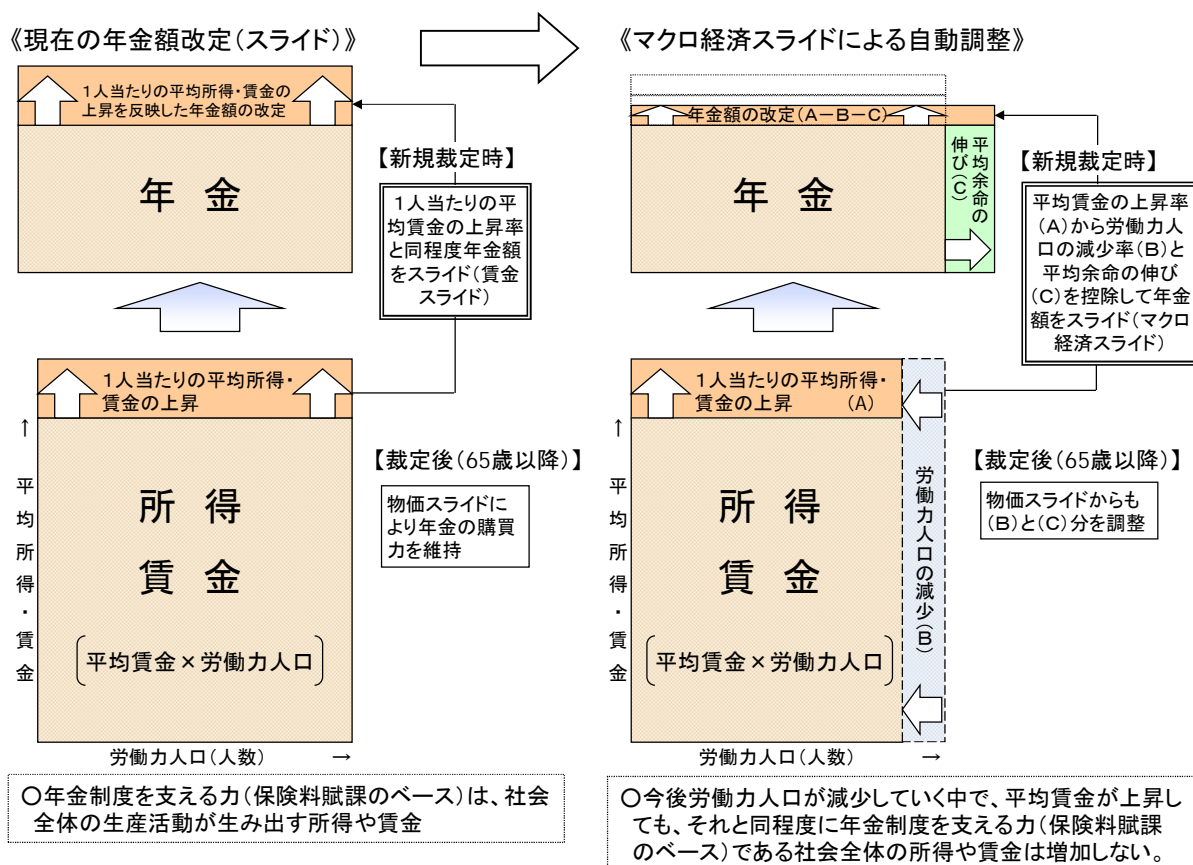 《現在の年金額改定(スライド)》
1人当たりの平均所得・賃金の
上昇を反映した年金額の改定
年 金
【新規裁定時】
1人当たりの平
均賃金の上昇率
と同程度年金額
をスライド(賃金
スライド)
1人当たりの平均所得・
賃金の上昇
↑
平均所得・賃金
所 得
賃 金
平均賃金×労働力人口
労働力人口(人数) →
【裁定後(65歳以降)】
物価スライドに
より年金の購買
力を維持
○年金制度を支える力(保険料賦課のベース)は、社会
全体の生産活動が生み出す所得や賃金
《マクロ経済スライドによる自動調整》
年金額の改定(A-B-C)
年 金
平均余命の
伸び(C)
【新規裁定時】
平均賃金の上昇率
(A)から労働力人
口の減少率(B)と
平均余命の伸び
(C)を控除して年金
額をスライド(マクロ
経済スライド)
1人当たりの平均所得・
賃金の上昇 (A)
↑
平均所得・賃金
所 得
賃 金
平均賃金×労働力人口
労働力人口の減少(B)
労働力人口(人数) →
【裁定後(65歳以降)】
物価スライドからも
(B)と(C)分を調整
○今後労働力人口が減少していく中で、平均賃金が上昇し
ても、それと同程度に年金制度を支える力(保険料賦課
のベース)である社会全体の所得や賃金は増加しない。